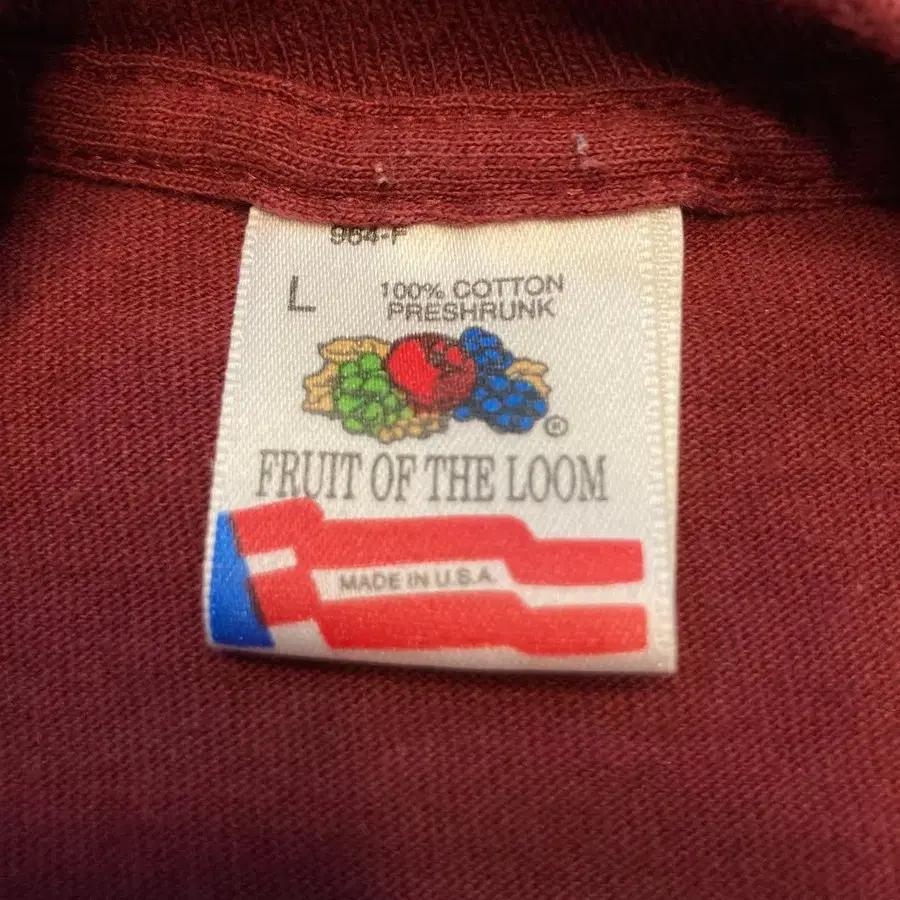 964-F
L 100% COTTON
PRESHRUNK
®
FRUIT OF THE LOOM
MADE IN U.S.A.